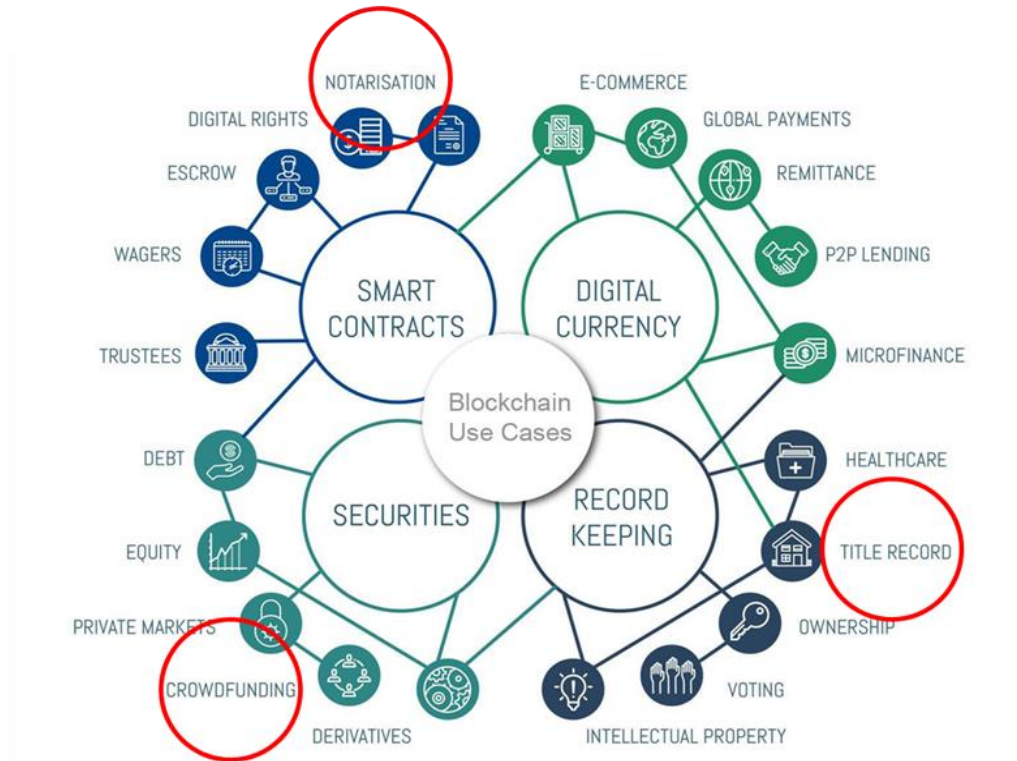 NOTARISATION
E-COMMERCE
DIGITAL RIGHTS
GLOBAL PAYMENTS
ESCROW
REMITTANCE
WAGERS
P2P LENDING
SMART
CONTRACTS
DIGITAL
CURRENCY
TRUSTEES
MICROFINANCE
Blockchain
Use Cases
DEBT
HEALTHCARE
SECURITIES
RECORD
KEEPING
EQUITY
TITLE RECORD
PRIVATE MARKETS
OWNERSHIP
CROWDFUNDING
VOTING
DERIVATIVES
INTELLECTUAL PROPERTY